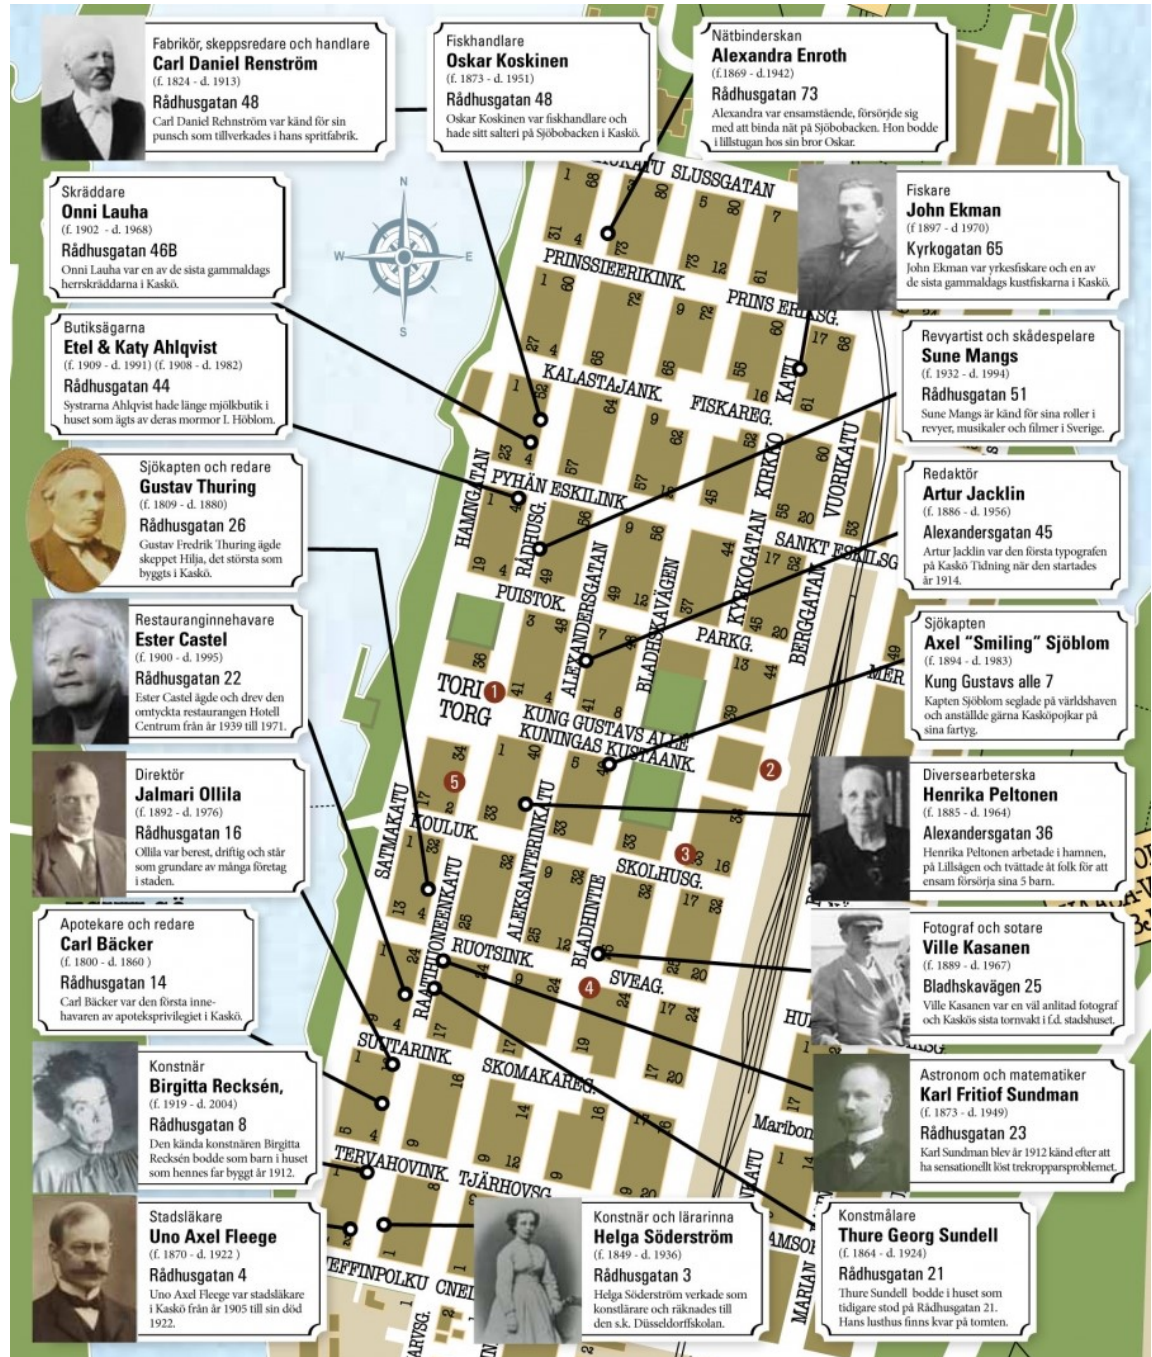 Fabrikör, skeppsredare och handlare
Carl Daniel Renström
(f. 1824 - d. 1913)
Rådhusgatan 48
Carl Daniel Rehnström var känd för sin
punsch som tillverkades i hans spritfabrik.
Fiskhandlare
Oskar Koskinen
(f. 1873 - d. 1951)
Rådhusgatan 48
Oskar Koskinen var fiskhandlare och
hade sitt salteri på Sjöbobacken i Kaskö.
Nätbinderskan
Alexandra Enroth
(f.1869 - d.1942)
Rådhusgatan 73
Alexandra var ensamstående, försörjde sig
med att binda nät på Sjöbobacken. Hon bodde
i lillstugan hos sin bror Oskar.
Skräddare
Onni Lauha
(f. 1902 - d. 1968)
Rådhusgatan 46B
Onni Lauha var en av de sista gammaldags
herrskräddarna i Kaskö.
Fiskare
John Ekman
(f 1897 - d 1970)
Kyrkogatan 65
John Ekman var yrkesfiskare och en av
de sista gammaldags kustfiskarna i Kaskö.
Butiksägarna
Etel & Katy Ahlqvist
(f. 1909 - d. 1991) (f. 1908 - d. 1982)
Rådhusgatan 44
Systrarna Ahlqvist hade länge mjölkbutik i
huset som ägts av deras mormor I. Höblom.
Revyartist och skådespelare
Sune Mangs
(f. 1932 - d. 1994)
Rådhusgatan 51
Sune Mangs är känd för sina roller i
revyer, musikaler och filmer i Sverige.
Sjökapten och redare
Gustav Thuring
(f. 1809 - d. 1880)
Rådhusgatan 26
Gustav Fredrik Thuring ägde
skeppet Hilja, det största som
byggts i Kaskö.
Redaktör
Artur Jacklin
(f. 1886 - d. 1956)
Alexandersgatan 45
Artur Jacklin var den första typografen
på Kaskö Tidning när den startades
år 1914.
Restauranginnehavare
Ester Castel
(f. 1900 - d. 1995)
Rådhusgatan 22
Ester Castel ägde och drev den
omtyckta restaurangen Hotell
Centrum från år 1939 till 1971.
Sjökapten
Axel "Smiling" Sjöblom
(f. 1894 - d. 1983)
Kung Gustavs alle 7
Kapten Sjöblom seglade på världshaven
och anställde gärna Kasköpojkar på
sina fartyg.
Direktör
Jalmari Ollila
(f. 1892 - d. 1976)
Rådhusgatan 16
Ollila var berest, driftig och står
som grundare av många företag
i staden.
Diversearbeterska
Henrika Peltonen
(f. 1885 - d. 1964)
Alexandersgatan 36
Henrika Peltonen arbetade i hamnen,
på Lillsågen och tvättade åt folk för att
ensam försörja sina 5 barn.
Apotekare och redare
Carl Bäcker
(f. 1800 - d. 1860 )
Rådhusgatan 14
Carl Bäcker var den första inne-
havaren av apoteksprivilegiet i Kaskö.
Fotograf och sotare
Ville Kasanen
(f. 1889 - d. 1967)
Bladhskavägen 25
Ville Kasanen var en väl anlitad fotograf
och Kaskös sista tornvakt i f.d. stadshuset.
Konstnär
Birgitta Recksén,
(f. 1919 - d. 2004)
Rådhusgatan 8
Den kända konstnären Birgitta
Recksén bodde som barn i huset
som hennes far byggt år 1912.
Astronom och matematiker
Karl Fritiof Sundman
(f. 1873 - d. 1949)
Rådhusgatan 23
Karl Sundman blev år 1912 känd efter att
ha sensationellt löst trekropparsproblemet.
Stadsläkare
Uno Axel Fleege
(f. 1870 - d. 1922 )
Rådhusgatan 4
Uno Axel Fleege var stadsläkare
i Kaskö från år 1905 till sin död
1922.
Konstnär och lärarinna
Helga Söderström
(f. 1849 - d. 1936)
Rådhusgatan 3
Helga Söderström verkade som
konstlärare och räknades till
den s.k. Düsseldorffskolan.
Konstmålare
Thure Georg Sundell
(f. 1864 - d. 1924)
Rådhusgatan 21
Thure Sundell bodde i huset som
tidigare stod på Rådhusgatan 21.
Hans lusthus finns kvar på tomten.
N
W E
S
SLUSSGATAN
PRINSSIEERIKINK.
PRINS ERIKSG.
KALASTAJANK.
FISKAREG.
KATU
KIRKKO
VUORIKATU
HAMNGATAN
PYHÄN ESKILINK.
RÅDHUSG.
SANKT ESKILSG
PUISTOK.
ALEXANDERSGATAN
BLADHSKAVÄGEN
KYRKOGATAN
PARKG.
BERGGATAN
TORI
TORG
KUNG GUSTAVS ALLE
KUNINGAS KUSTAANK.
SATMAKATU
KOULUK.
RAATIHUONEENKATU
ALEKSANTERINKATU
BLADHINTIE
SKOLHUSG.
RUOTSINK.
SVEAG.
SUUTARINK.
SKOMAKAREG.
TERVAHOVINK.
TJÄRHOVSG.
1
2
3
4
5